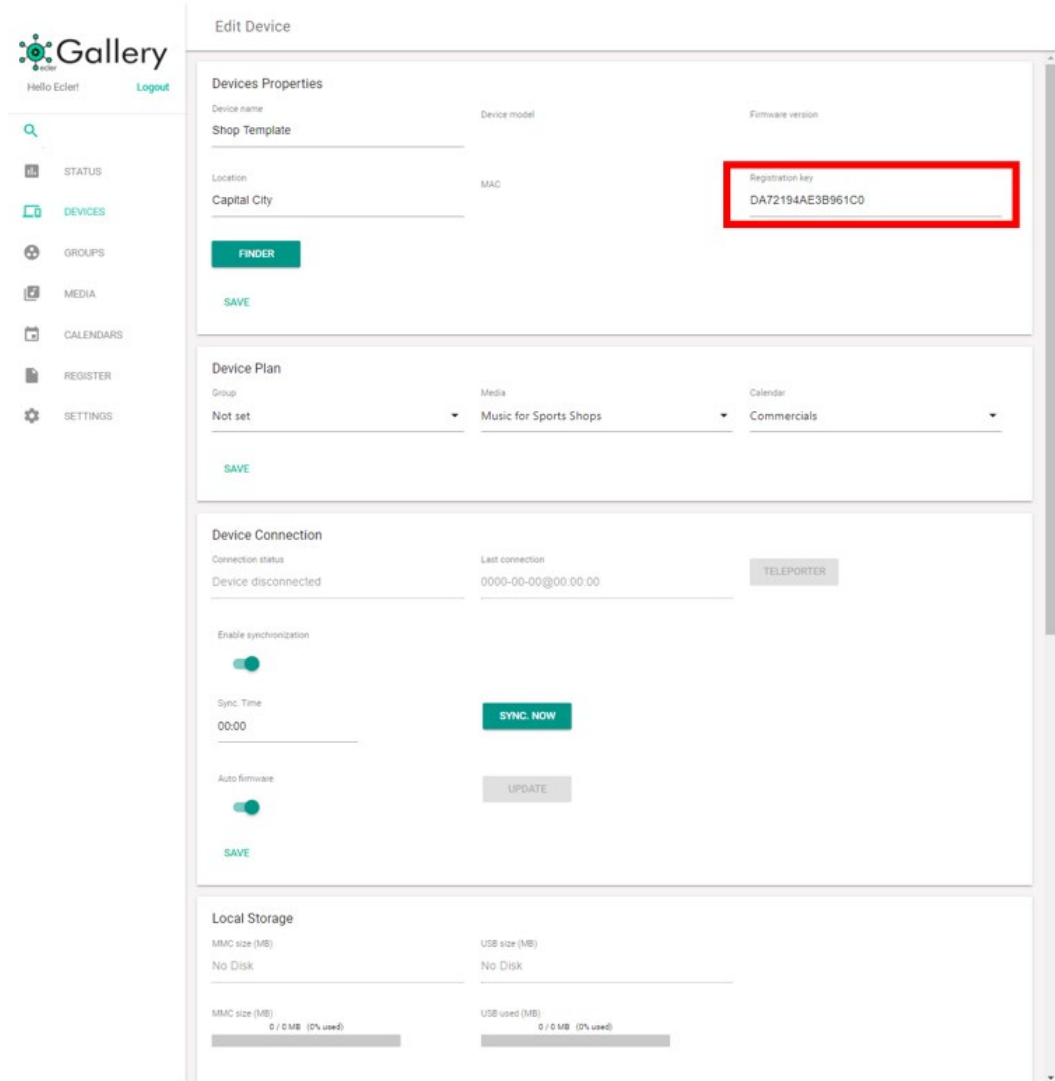 Edit Device
Gallery
ecler
Hello Ecler! Logout
STATUS
DEVICES
GROUPS
MEDIA
CALENDARS
REGISTER
SETTINGS
Devices Properties
Device name Device model Firmware version
Shop Template
Location MAC Registration key
Capital City DA72194AE3B961C0
FINDER
SAVE
Device Plan
Group Media Calendar
Not set Music for Sports Shops Commercials
SAVE
Device Connection
Connection status Last connection
Device disconnected 0000-00-00@00:00:00 TELEPORTER
Enable synchronization
Sync. Time
00:00 SYNC. NOW
Auto firmware
UPDATE
SAVE
Local Storage
MMC size (MB) USB size (MB)
No Disk No Disk
MMC size (MB) USB used (MB)
0 / 0 MB (0% used) 0 / 0 MB (0% used)